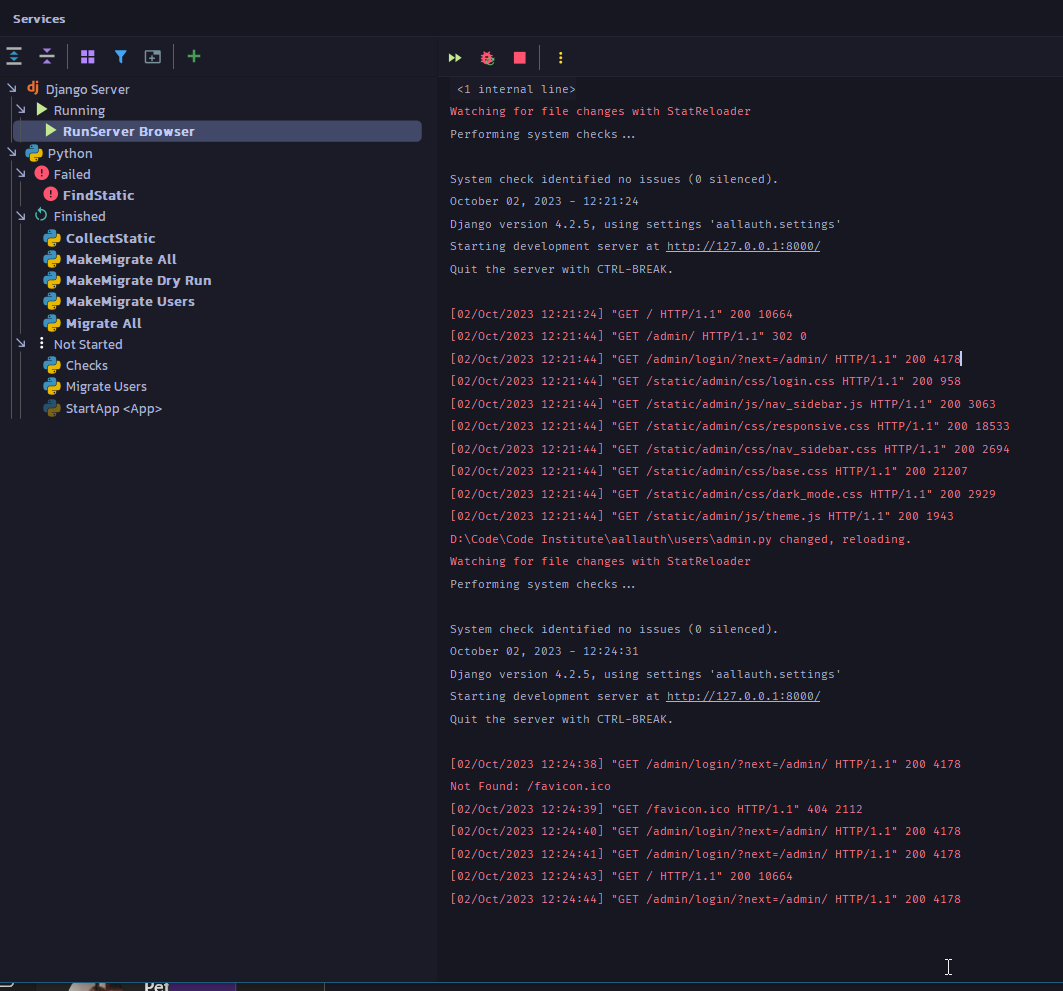 Services
dj Django Server
Running
RunServer Browser
Python
Failed
FindStatic
Finished
CollectStatic
MakeMigrate All
MakeMigrate Dry Run
MakeMigrate Users
Migrate All
Not Started
Checks
Migrate Users
StartApp <App>
<1 internal line>
Watching for file changes with StatReloader
Performing system checks...
System check identified no issues (0 silenced).
October 02, 2023 - 12:21:24
Django version 4.2.5, using settings 'aallauth.settings'
Starting development server at http://127.0.0.1:8000/
Quit the server with CTRL-BREAK.
[02/Oct/2023 12:21:24] "GET / HTTP/1.1" 200 10664
[02/Oct/2023 12:21:44] "GET /admin/ HTTP/1.1" 302 0
[02/Oct/2023 12:21:44] "GET /admin/login/?next=/admin/ HTTP/1.1" 200 4178
[02/Oct/2023 12:21:44] "GET /static/admin/css/login.css HTTP/1.1" 200 958
[02/Oct/2023 12:21:44] "GET /static/admin/js/nav_sidebar.js HTTP/1.1" 200 3063
[02/Oct/2023 12:21:44] "GET /static/admin/css/responsive.css HTTP/1.1" 200 18533
[02/Oct/2023 12:21:44] "GET /static/admin/css/nav_sidebar.css HTTP/1.1" 200 2694
[02/Oct/2023 12:21:44] "GET /static/admin/css/base.css HTTP/1.1" 200 21207
[02/Oct/2023 12:21:44] "GET /static/admin/css/dark_mode.css HTTP/1.1" 200 2929
[02/Oct/2023 12:21:44] "GET /static/admin/js/theme.js HTTP/1.1" 200 1943
D:\Code\Code Institute\aallauth\users\admin.py changed, reloading.
Watching for file changes with StatReloader
Performing system checks...
System check identified no issues (0 silenced).
October 02, 2023 - 12:24:31
Django version 4.2.5, using settings 'aallauth.settings'
Starting development server at http://127.0.0.1:8000/
Quit the server with CTRL-BREAK.
[02/Oct/2023 12:24:38] "GET /admin/login/?next=/admin/ HTTP/1.1" 200 4178
Not Found: /favicon.ico
[02/Oct/2023 12:24:39] "GET /favicon.ico HTTP/1.1" 404 2112
[02/Oct/2023 12:24:40] "GET /admin/login/?next=/admin/ HTTP/1.1" 200 4178
[02/Oct/2023 12:24:41] "GET /admin/login/?next=/admin/ HTTP/1.1" 200 4178
[02/Oct/2023 12:24:43] "GET / HTTP/1.1" 200 10664
[02/Oct/2023 12:24:44] "GET /admin/login/?next=/admin/ HTTP/1.1" 200 4178